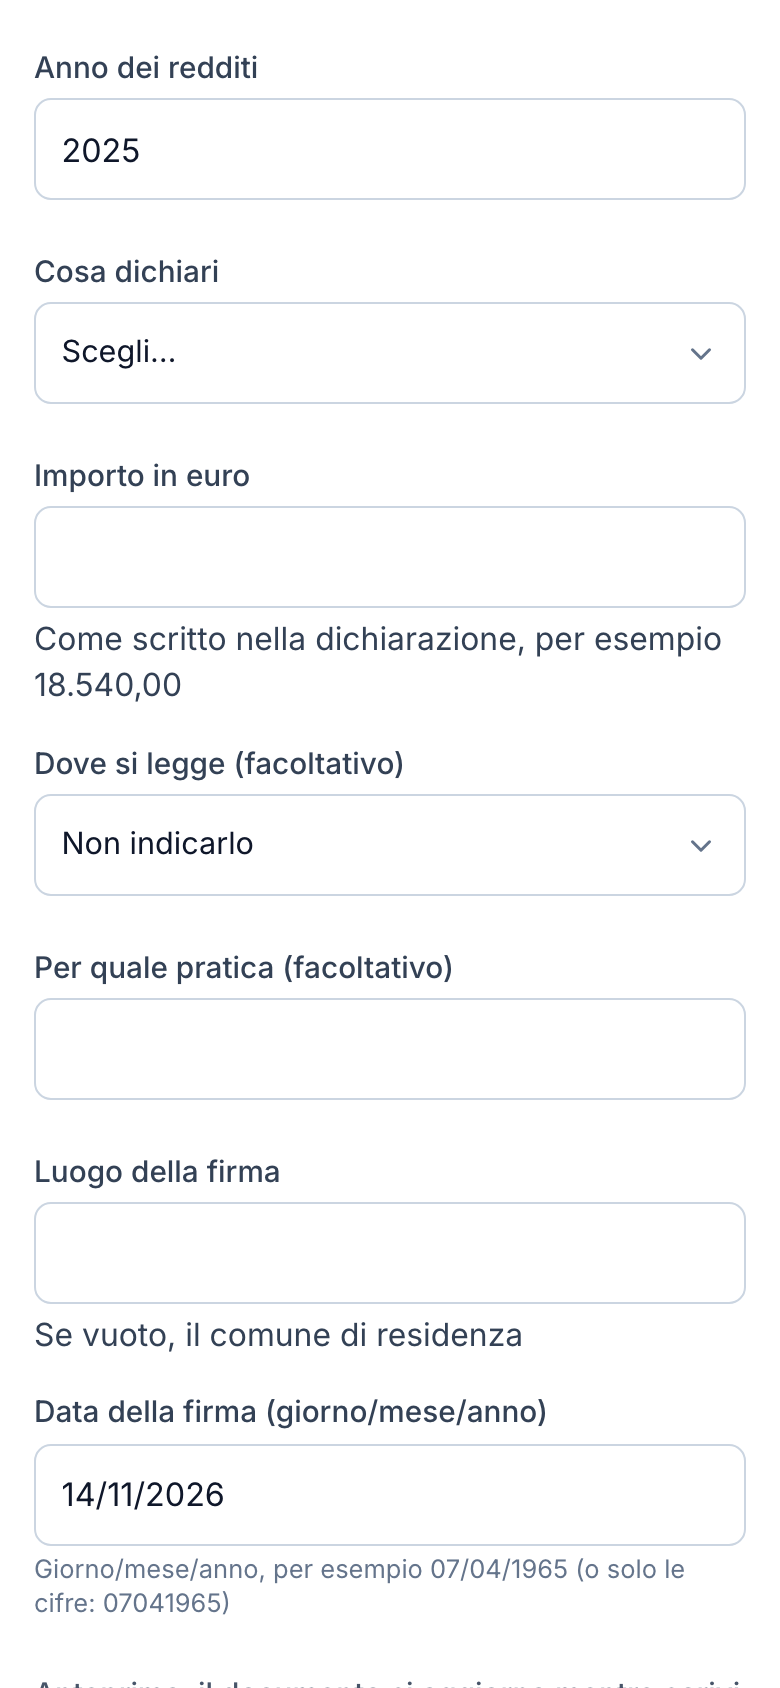 Anno dei redditi
2025
Cosa dichiari
Scegli...
Importo in euro
Come scritto nella dichiarazione, per esempio
18.540,00
Dove si legge (facoltativo)
Non indicarlo
Per quale pratica (facoltativo)
Luogo della firma
Se vuoto, il comune di residenza
Data della firma (giorno/mese/anno)
14/11/2026
Giorno/mese/anno, per esempio 07/04/1965 (o solo le
cifre: 07041965)